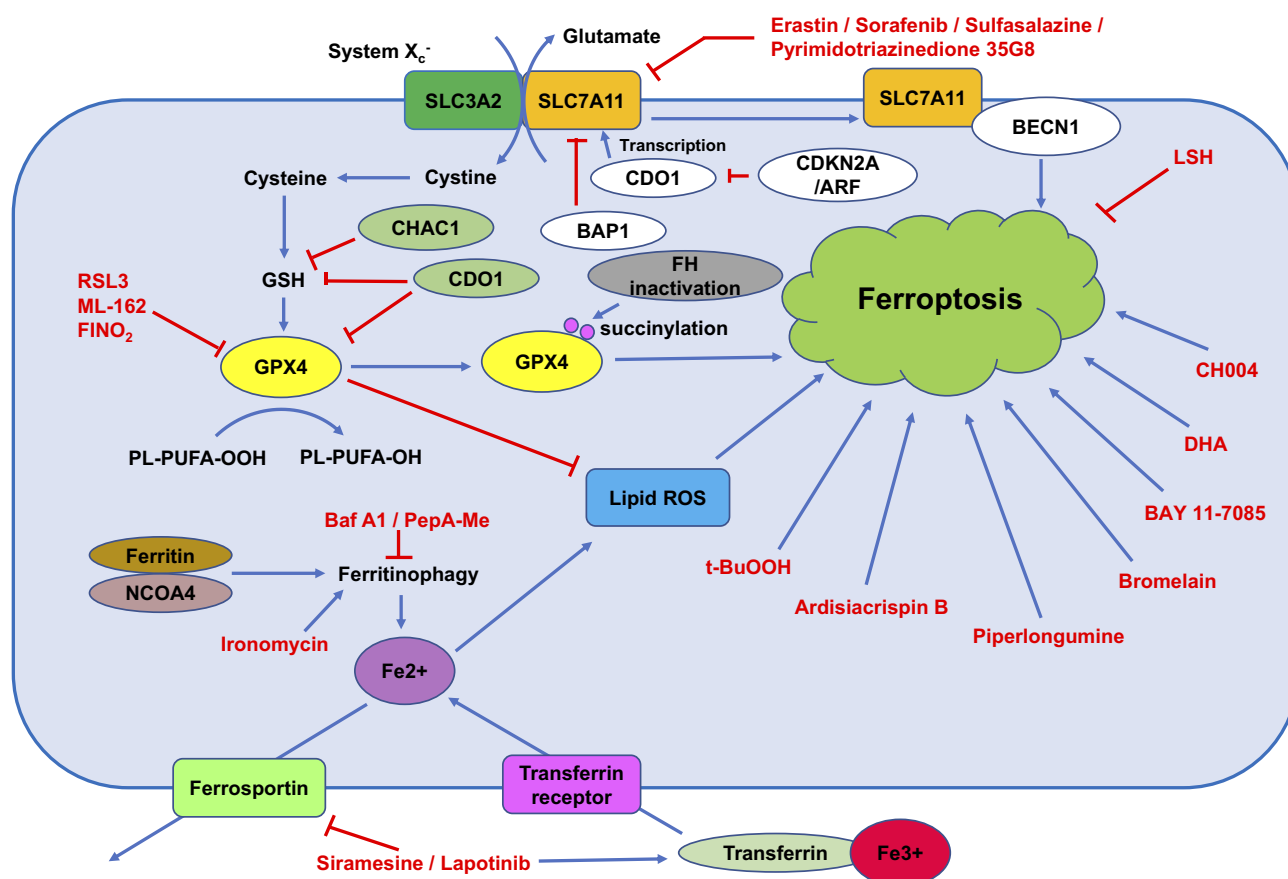 Erastin / Sorafenib / Sulfasalazine /
Pyrimidotriazinedione 35G8
System Xc-
Glutamate
SLC3A2
SLC7A11
SLC7A11
BECN1
Transcription
CDO1
CDKN2A
/ARF
LSH
Cysteine
Cystine
CHAC1
BAP1
FH
inactivation
GSH
CDO1
RSL3
ML-162
FINO2
Ferroptosis
succinylation
GPX4
GPX4
CH004
PL-PUFA-OOH
PL-PUFA-OH
DHA
Lipid ROS
BAY 11-7085
Baf A1 / PepA-Me
Ferritin
NCOA4
Ferritinophagy
t-BuOOH
Bromelain
Ardisiacrispin B
Piperlongumine
Ironomycin
Fe2+
Ferrosportin
Transferrin
receptor
Siramesine / Lapotinib
Transferrin
Fe3+